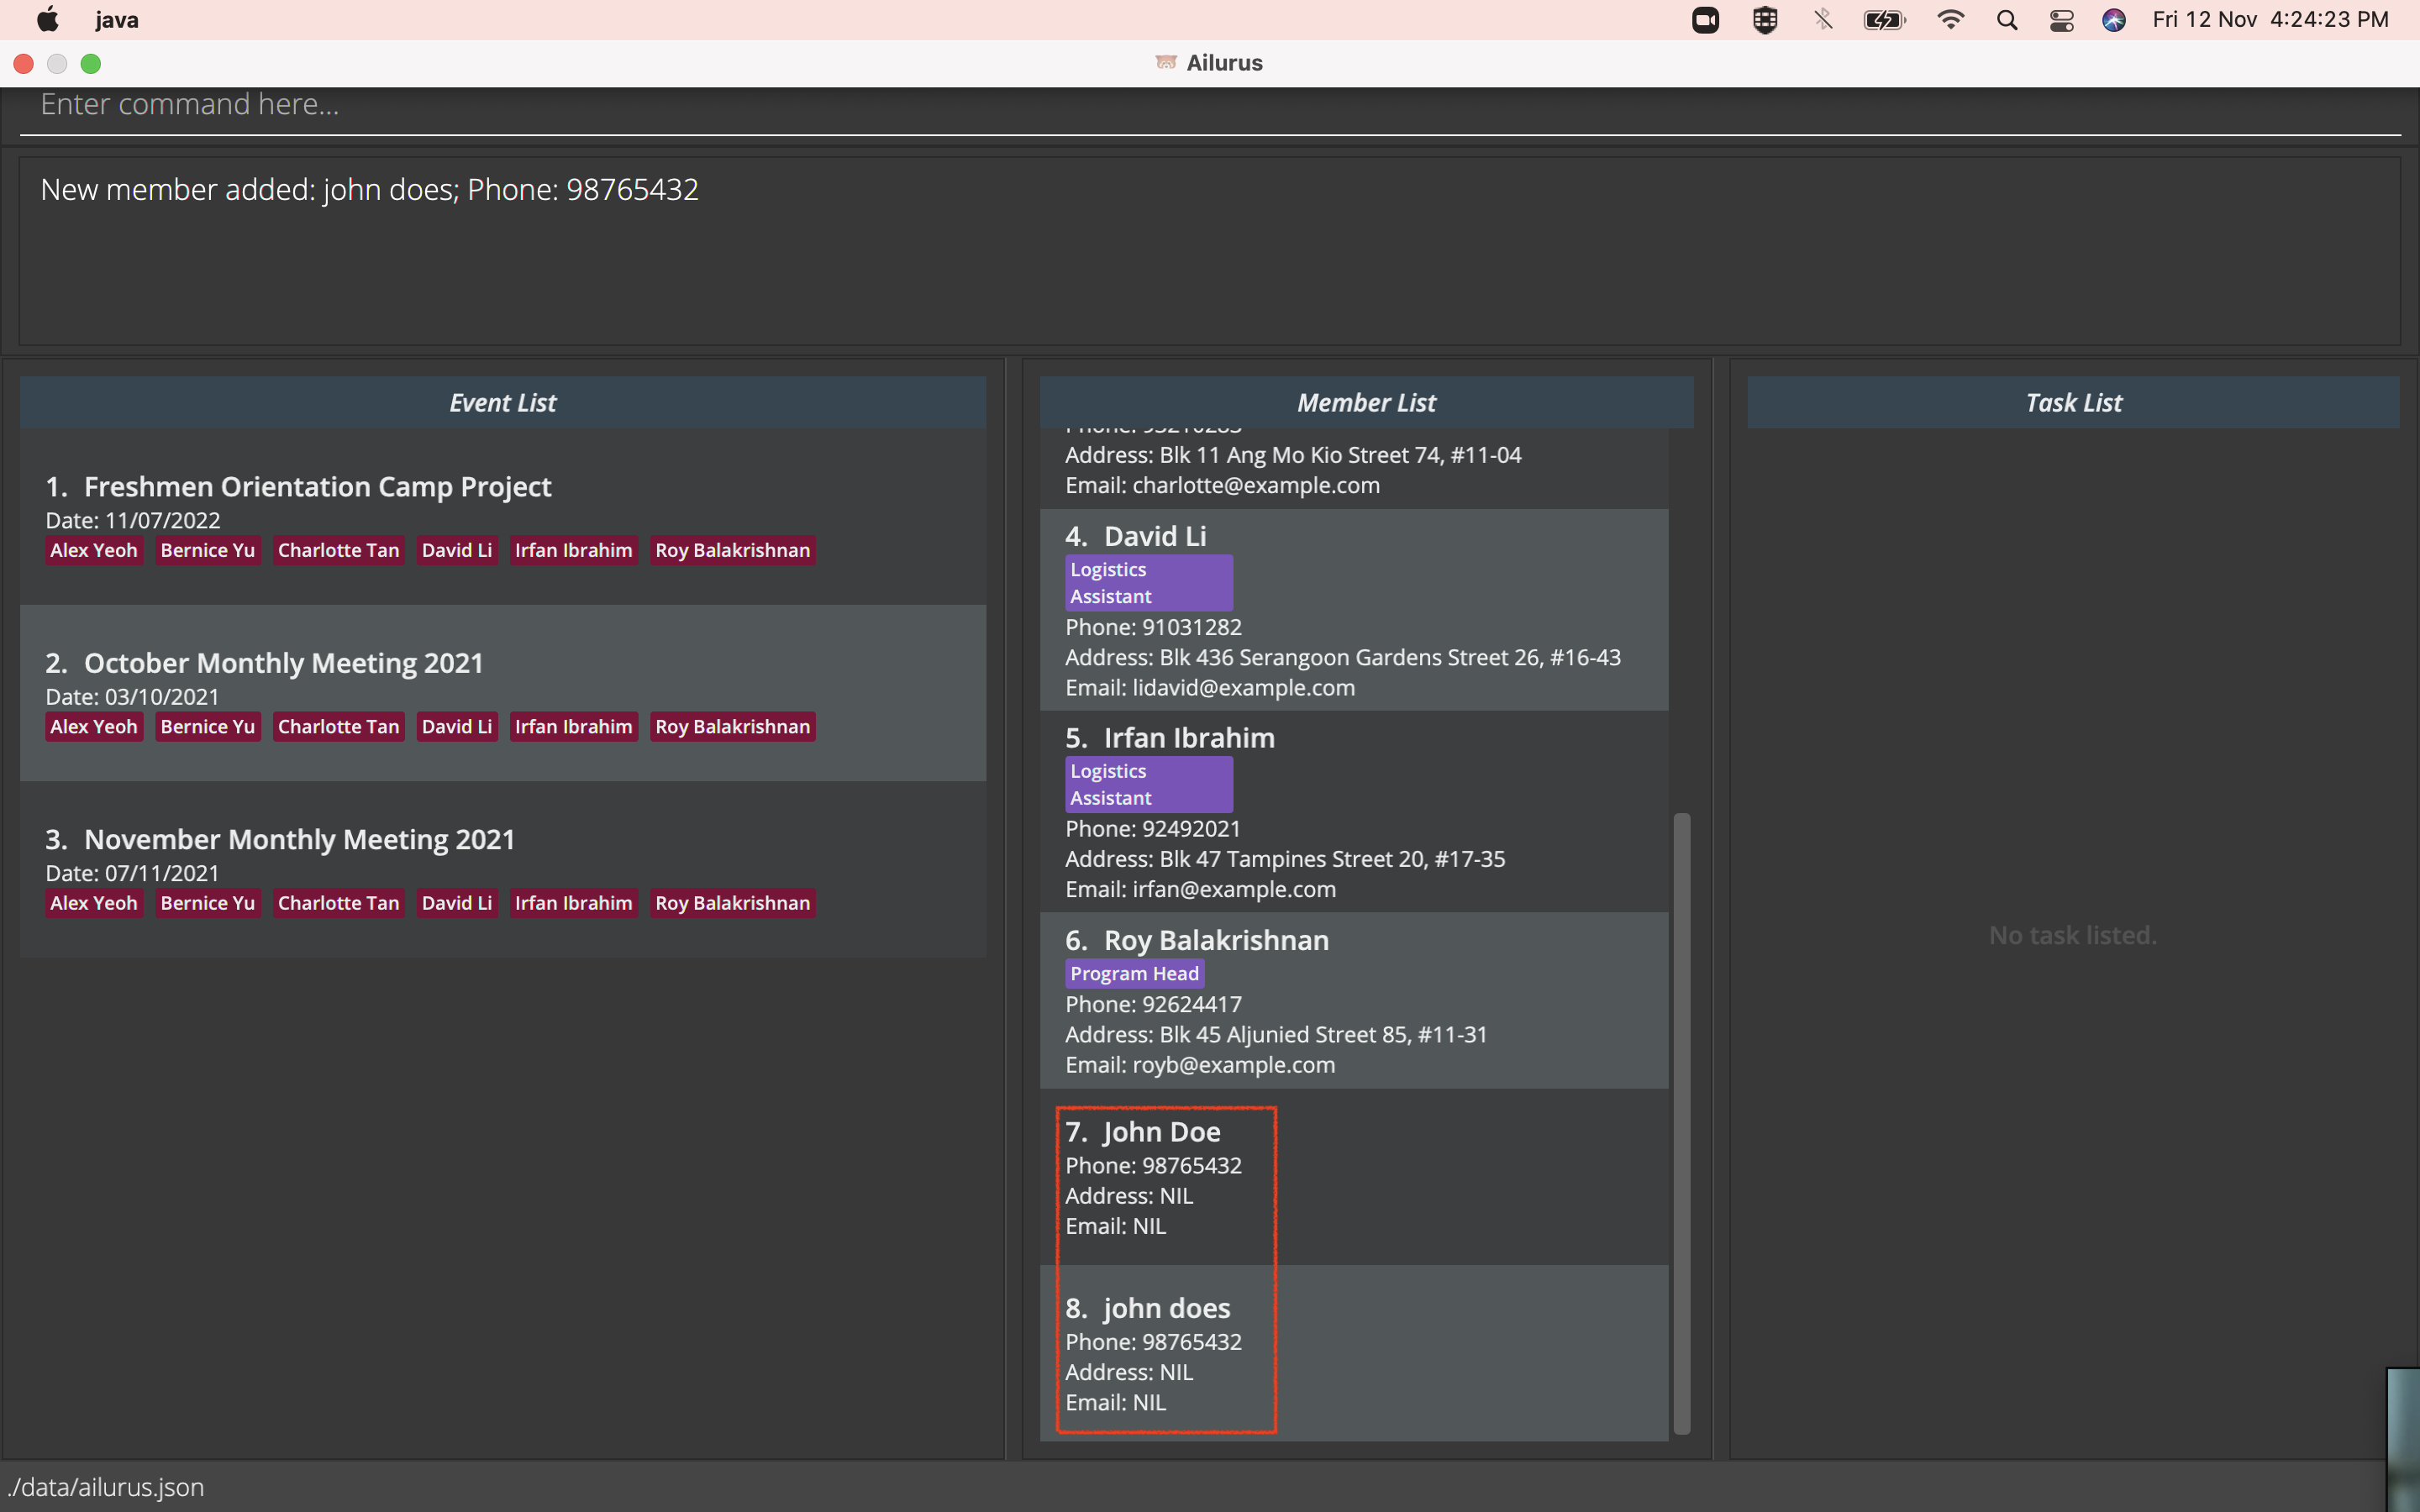 java
Fri 12 Nov 4:24:23 PM
Ailurus
Enter command here...
New member added: john does; Phone: 98765432
Event List
1. Freshmen Orientation Camp Project
Date: 11/07/2022
Alex Yeoh Bernice Yu Charlotte Tan David Li Irfan Ibrahim Roy Balakrishnan
2. October Monthly Meeting 2021
Date: 03/10/2021
Alex Yeoh Bernice Yu Charlotte Tan David Li Irfan Ibrahim Roy Balakrishnan
3. November Monthly Meeting 2021
Date: 07/11/2021
Alex Yeoh Bernice Yu Charlotte Tan David Li Irfan Ibrahim Roy Balakrishnan
Member List
Address: Blk 11 Ang Mo Kio Street 74, #11-04
Email: charlotte@example.com
4. David Li
Logistics
Assistant
Phone: 91031282
Address: Blk 436 Serangoon Gardens Street 26, #16-43
Email: lidavid@example.com
5. Irfan Ibrahim
Logistics
Assistant
Phone: 92492021
Address: Blk 47 Tampines Street 20, #17-35
Email: irfan@example.com
6. Roy Balakrishnan
Program Head
Phone: 92624417
Address: Blk 45 Aljunied Street 85, #11-31
Email: royb@example.com
7. John Doe
Phone: 98765432
Address: NIL
Email: NIL
8. john does
Phone: 98765432
Address: NIL
Email: NIL
Task List
No task listed.
./data/ailurus.json